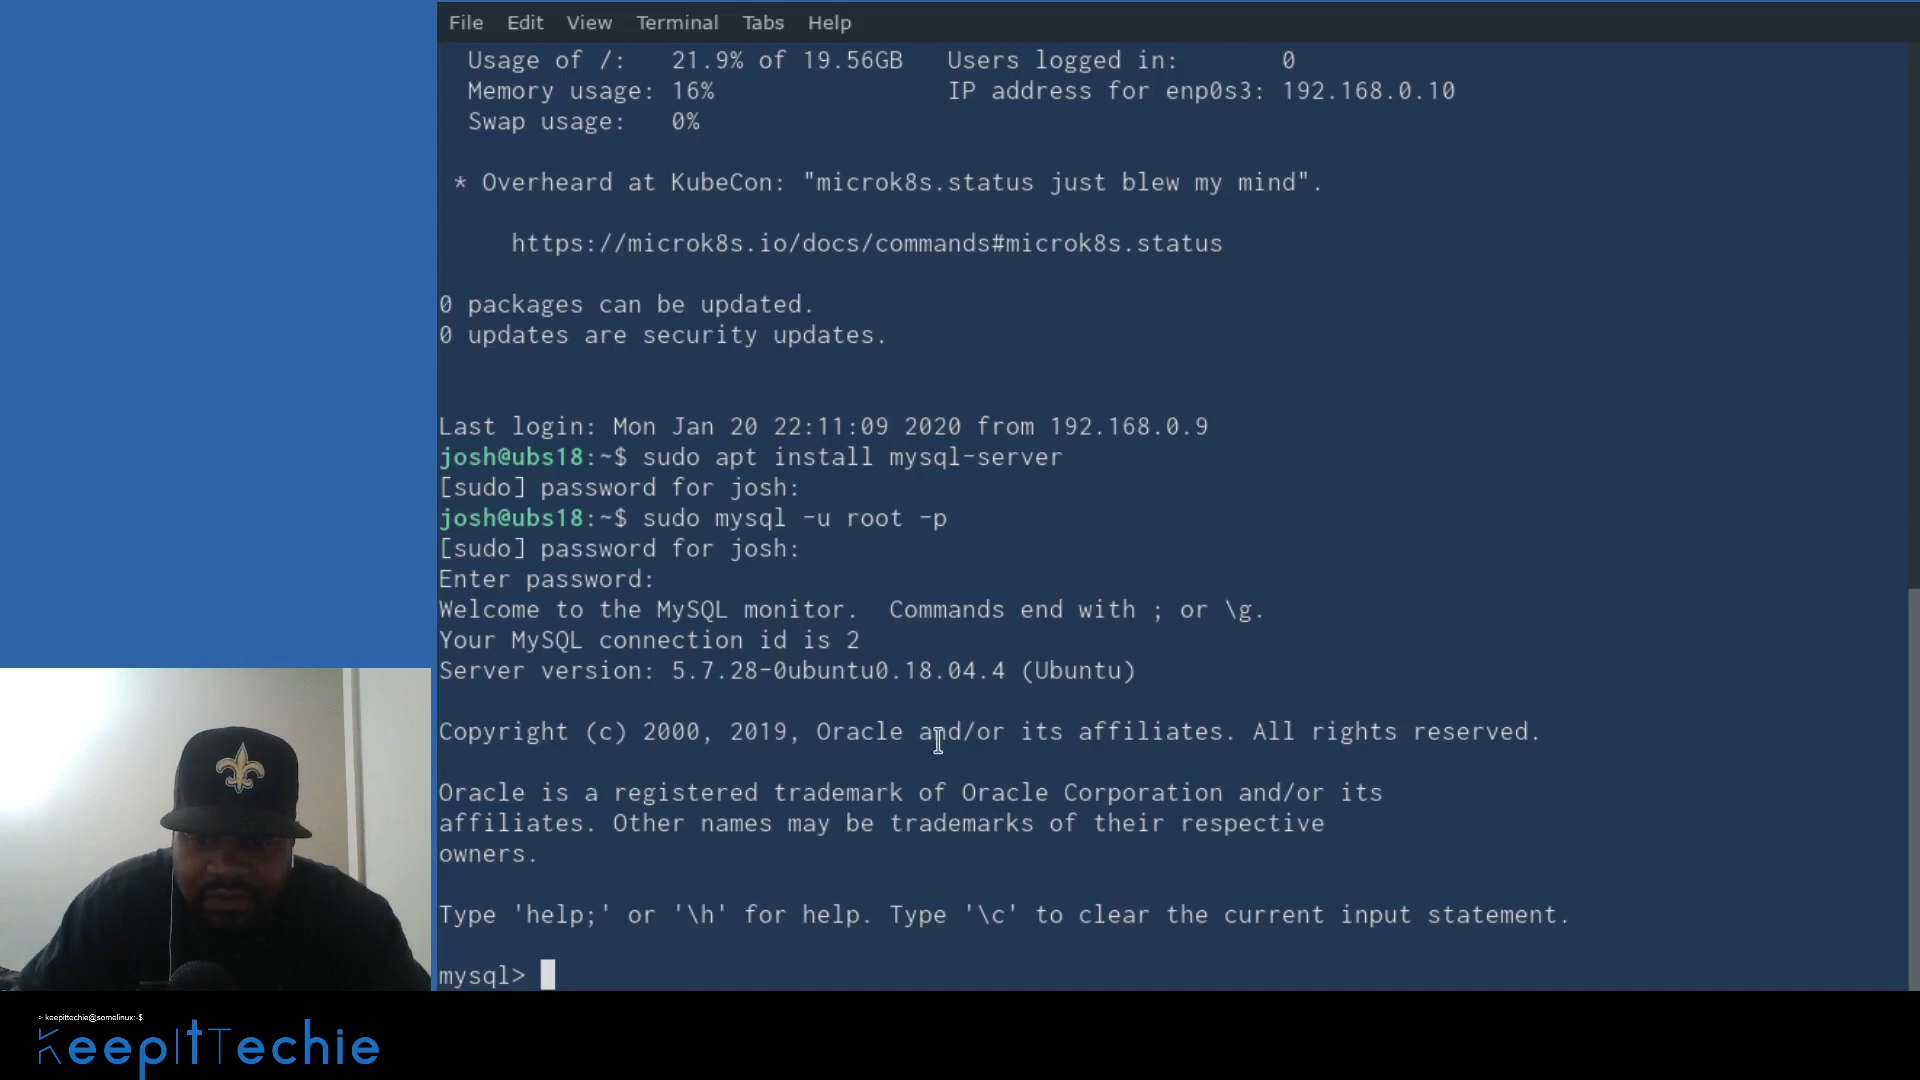 File Edit View Terminal Tabs Help
Usage of /: 21.9% of 19.56GB Users logged in: 0
Memory usage: 16% IP address for enp0s3: 192.168.0.10
Swap usage: 0%
* Overheard at KubeCon: "microk8s.status just blew my mind".
https://microk8s.io/docs/commands#microk8s.status
0 packages can be updated.
0 updates are security updates.
Last login: Mon Jan 20 22:11:09 2020 from 192.168.0.9
josh@ubs18:~$ sudo apt install mysql-server
[sudo] password for josh:
josh@ubs18:~$ sudo mysql -u root -p
[sudo] password for josh:
Enter password:
Welcome to the MySQL monitor. Commands end with ; or \g.
Your MySQL connection id is 2
Server version: 5.7.28-0ubuntu0.18.04.4 (Ubuntu)
Copyright (c) 2000, 2019, Oracle and/or its affiliates. All rights reserved.
Oracle is a registered trademark of Oracle Corporation and/or its
affiliates. Other names may be trademarks of their respective
owners.
Type 'help;' or '\h' for help. Type '\c' to clear the current input statement.
mysql>
> keepittechie@somelinux:-$
KeepItTechie